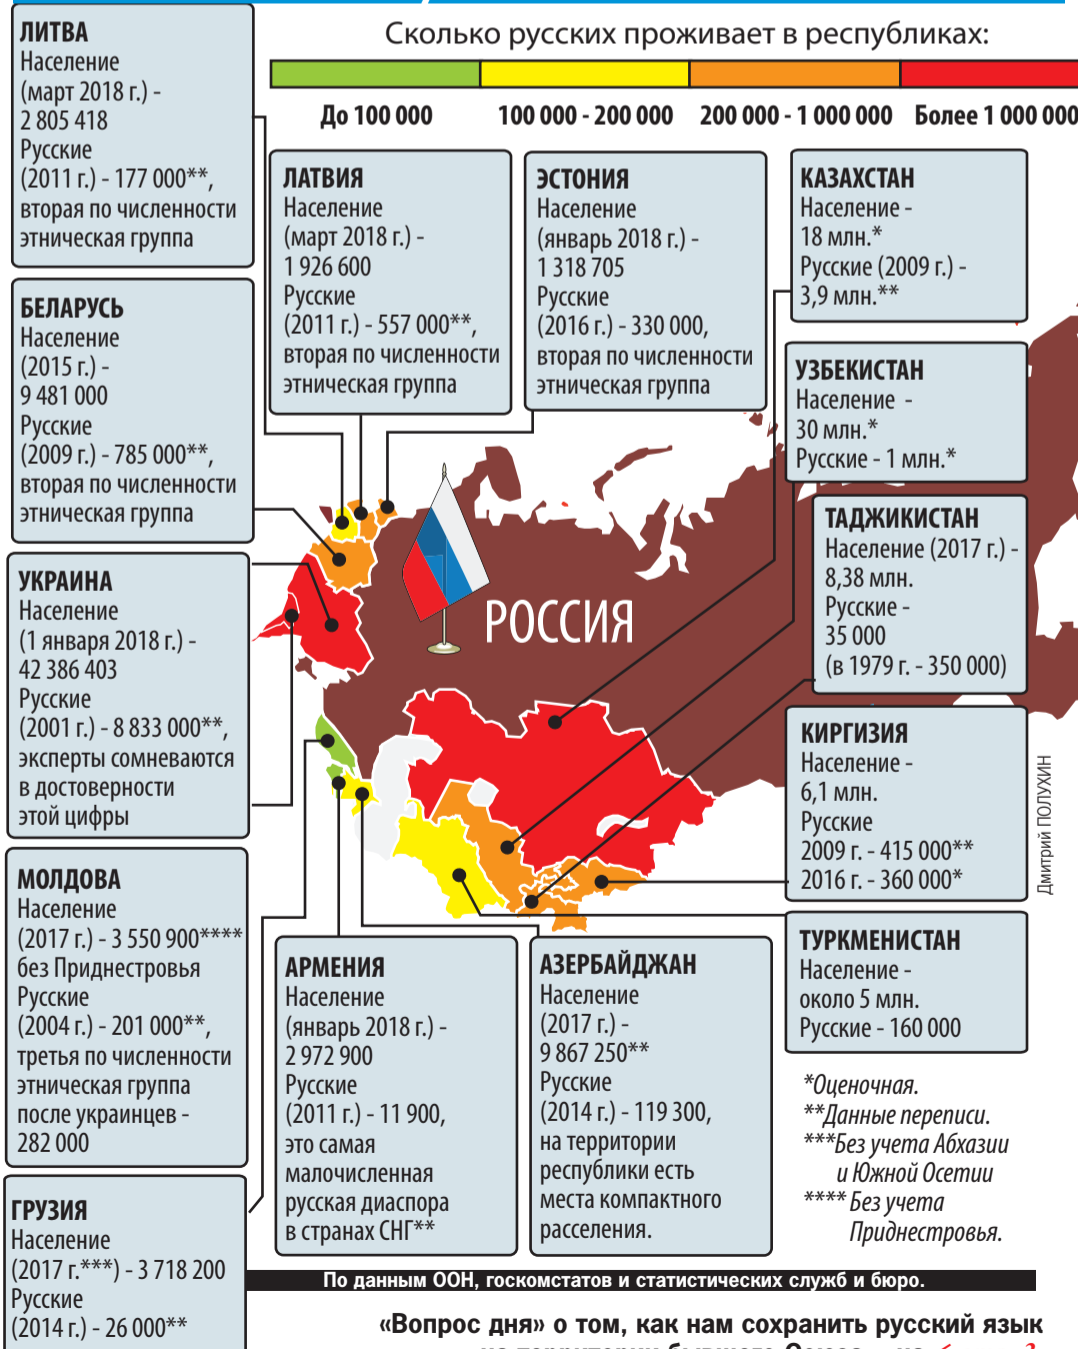 Сколько русских проживает в республиках:
До 100 000
100 000 - 200 000
200 000 - 1 000 000
Более 1 000 000
ЛИТВА
Население
(март 2018 г.) -
2 805 418
Русские
(2011 г.) - 177 000**,
вторая по численности
этническая группа
ЛАТВИЯ
Население
(март 2018 г.) -
1 926 600
Русские
(2011 г.) - 557 000**,
вторая по численности
этническая группа
ЭСТОНИЯ
Население
(январь 2018 г.) -
1 318 705
Русские
(2016 г.) - 330 000,
вторая по численности
этническая группа
КАЗАХСТАН
Население -
18 млн.*
Русские (2009 г.) -
3,9 млн.**
БЕЛАРУСЬ
Население
(2015 г.) -
9 481 000
Русские
(2009 г.) - 785 000**,
вторая по численности
этническая группа
УЗБЕКИСТАН
Население -
30 млн.*
Русские - 1 млн.*
ТАДЖИКИСТАН
Население (2017 г.) -
8,38 млн.
Русские -
35 000
(в 1979 г. - 350 000)
УКРАИНА
Население
(1 января 2018 г.) -
42 386 403
Русские
(2001 г.) - 8 833 000**,
эксперты сомневаются
в достоверности
этой цифры
РОССИЯ
КИРГИЗИЯ
Население -
6,1 млн.
Русские
2009 г. - 415 000**
2016 г. - 360 000*
Дмитрий ПОЛУХИН
МОЛДОВА
Население
(2017 г.) - 3 550 900****
без Приднестровья
Русские
(2004 г.) - 201 000**,
третья по численности
этническая группа
после украинцев -
282 000
АРМЕНИЯ
Население
(январь 2018 г.) -
2 972 900
Русские
(2011 г.) - 11 900,
это самая
малочисленная
русская диаспора
в странах СНГ**
АЗЕРБАЙДЖАН
Население
(2017 г.) -
9 867 250**
Русские
(2014 г.) - 119 300,
на территории
республики есть
места компактного
расселения.
ТУРКМЕНИСТАН
Население -
около 5 млн.
Русские - 160 000
*Оценочная.
**Данные переписи.
***Без учета Абхазии
и Южной Осетии
**** Без учета
Приднестровья.
ГРУЗИЯ
Население
(2017 г.***) - 3 718 200
Русские
(2014 г.) - 26 000**
По данным ООН, госкомстатов и статистических служб и бюро.
«Вопрос дня» о том, как нам сохранить русский язык
на территории бывшего Союза